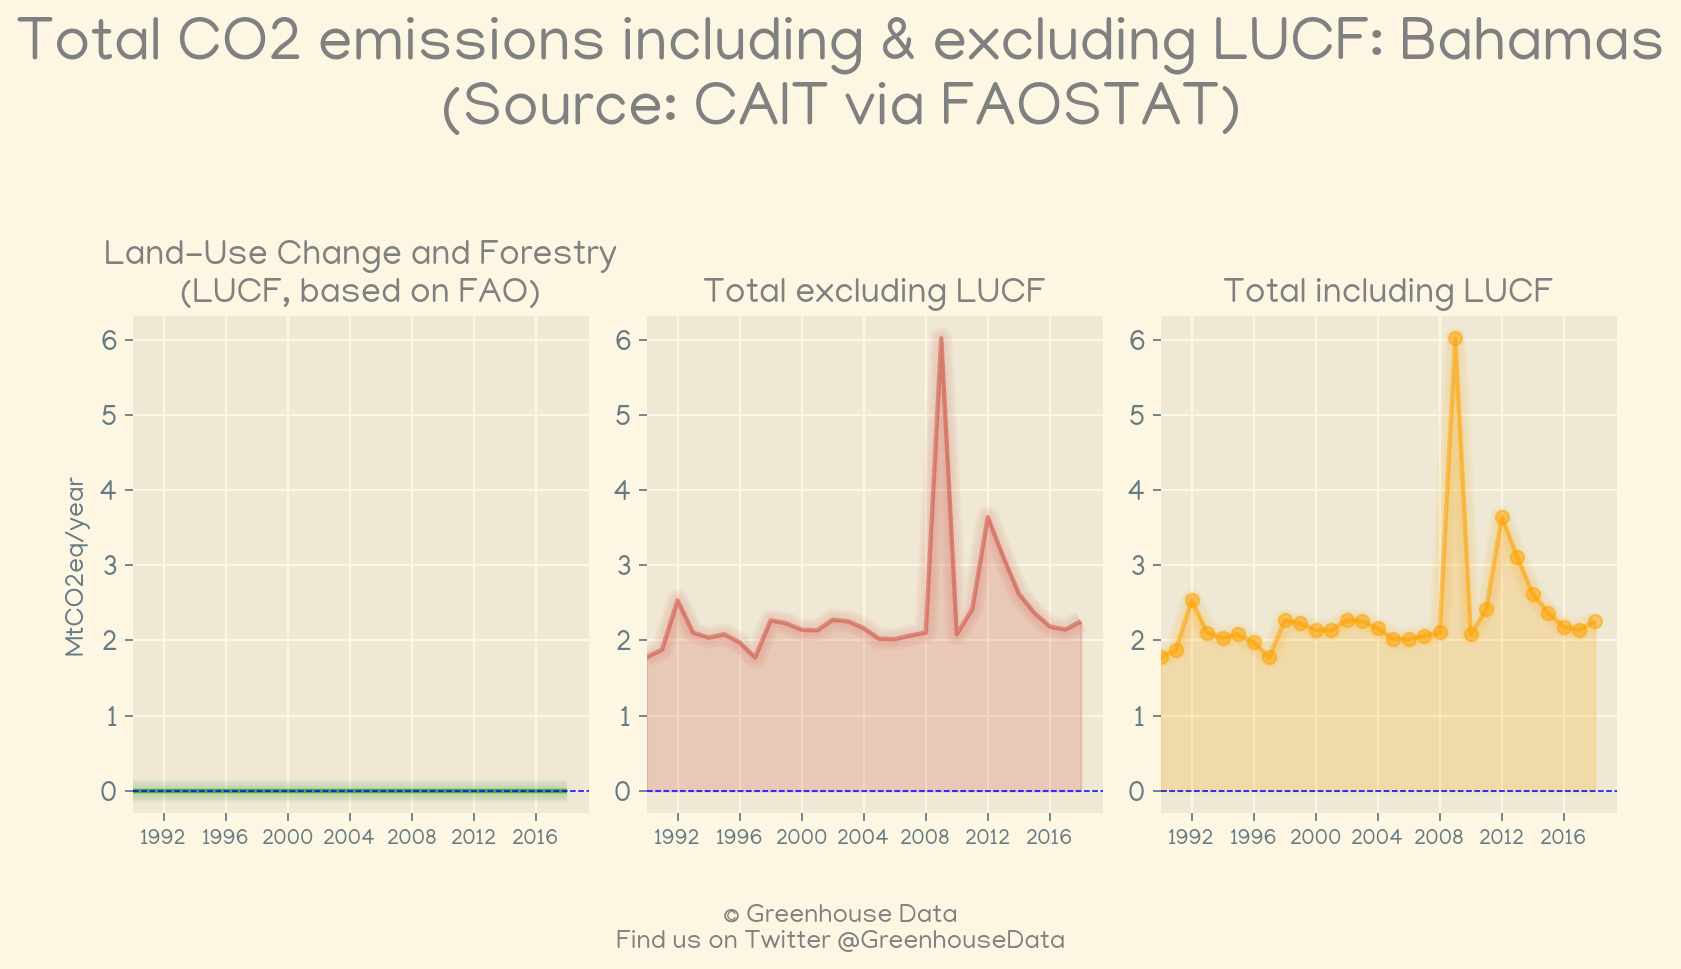 Total CO2 emissions including & excluding LUCF: Bahamas
(Source: CAIT via FAOSTAT)
Land-Use Change and Forestry
(LUCF, based on FAO)
Total excluding LUCF
Total including LUCF
MtCO2eq/year
6
5
4
3
2
1
0
1992 1996 2000 2004 2008 2012 2016
6
5
4
3
2
1
0
1992 1996 2000 2004 2008 2012 2016
6
5
4
3
2
1
0
1992 1996 2000 2004 2008 2012 2016
© Greenhouse Data
Find us on Twitter @GreenhouseData